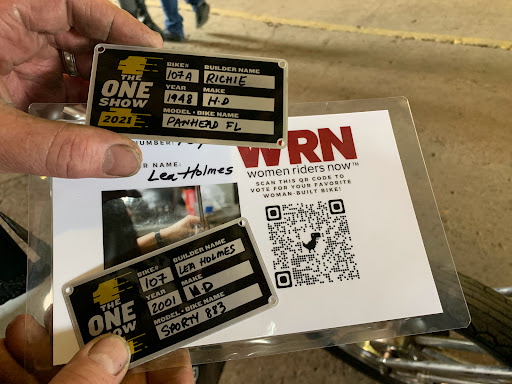 THE
ONE
SHOW
2021
BIKE# BUILDER NAME
107A RICHIE
YEAR MAKE
1948 H-D
MODEL • BIKE NAME
PANHEAD FL
NUMBER:
NAME:
Lea Holmes
WRN
women riders now™
SCAN THIS QR CODE TO
VOTE FOR YOUR FAVORITE
WOMAN-BUILT BIKE!
THE
ONE
SHOW
BIKE# BUILDER NAME
107 LEA HOLMES
YEAR MAKE
2001 H.D
MODEL • BIKE NAME
SPORTY 883